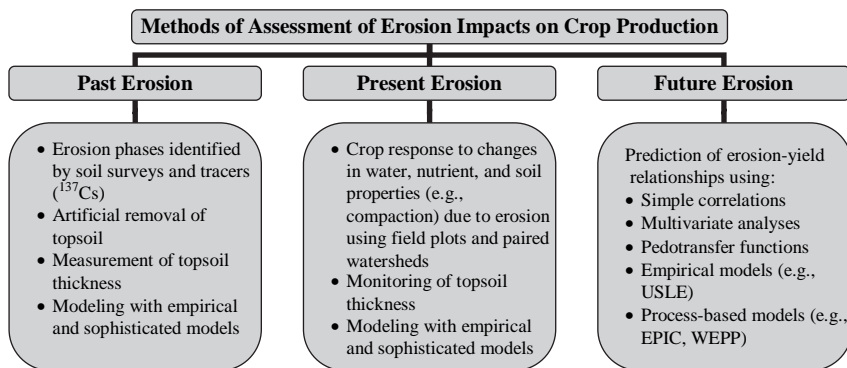 Methods of Assessment of Erosion Impacts on Crop Production
Past Erosion
• Erosion phases identified
by soil surveys and tracers
(¹³⁷Cs)
• Artificial removal of
topsoil
• Measurement of topsoil
thickness
• Modeling with empirical
and sophisticated models
Present Erosion
• Crop response to changes
in water, nutrient, and soil
properties (e.g.,
compaction) due to erosion
using field plots and paired
watersheds
• Monitoring of topsoil
thickness
• Modeling with empirical
and sophisticated models
Future Erosion
Prediction of erosion-yield
relationships using:
• Simple correlations
• Multivariate analyses
• Pedotransfer functions
• Empirical models (e.g.,
USLE)
• Process-based models (e.g.,
EPIC, WEPP)